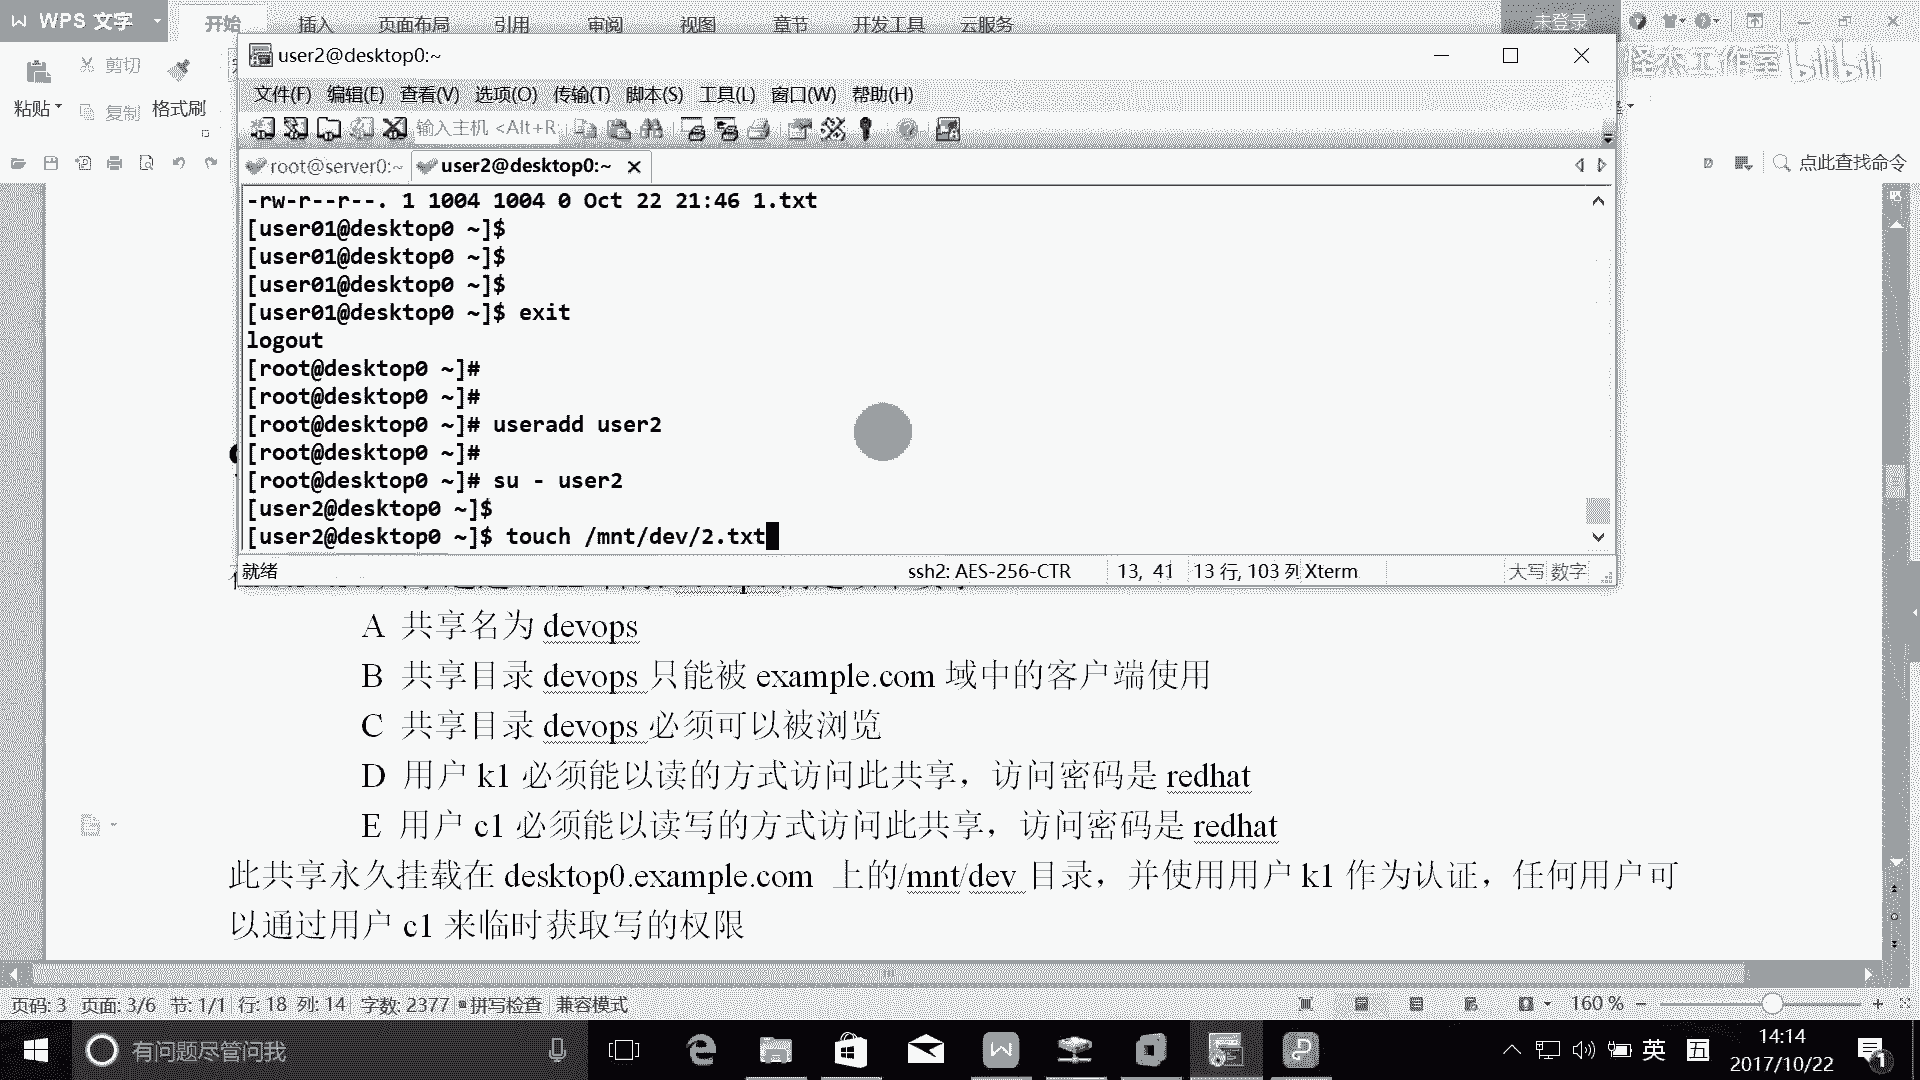 WPS 文字
开始 插入 页面布局 引用 审阅 视图 章节 开发工具 云服务
未登录
剪切
粘贴
复制 格式刷
圣杰工作室 bilibili
点此查找命令
user2@desktop0:~
文件(F) 编辑(E) 查看(V) 选项(O) 传输(T) 脚本(S) 工具(L) 窗口(W) 帮助(H)
输入主机 <Alt+R
root@server0:~ user2@desktop0:~
-rw-r--r--. 1 1004 1004 0 Oct 22 21:46 1.txt
[user01@desktop0 ~]$
[user01@desktop0 ~]$
[user01@desktop0 ~]$
[user01@desktop0 ~]$ exit
logout
[root@desktop0 ~]#
[root@desktop0 ~]#
[root@desktop0 ~]# useradd user2
[root@desktop0 ~]#
[root@desktop0 ~]# su - user2
[user2@desktop0 ~]$
[user2@desktop0 ~]$ touch /mnt/dev/2.txt
就绪 ssh2: AES-256-CTR 13, 41 13 行, 103 列 Xterm 大写 数字
A 共享名为 devops
B 共享目录 devops 只能被 example.com 域中的客户端使用
C 共享目录 devops 必须可以被浏览
D 用户 k1 必须能以读的方式访问此共享，访问密码是 redhat
E 用户 c1 必须能以读写的方式访问此共享，访问密码是 redhat
此共享永久挂载在 desktop0.example.com 上的/mnt/dev 目录，并使用用户 k1 作为认证，任何用户可
以通过用户 c1 来临时获取写的权限
页码: 3 页面: 3/6 节: 1/1 行: 18 列: 14 字数: 2377 拼写检查 兼容模式 160 %
有问题尽管问我
英 五
14:14
2017/10/22
1